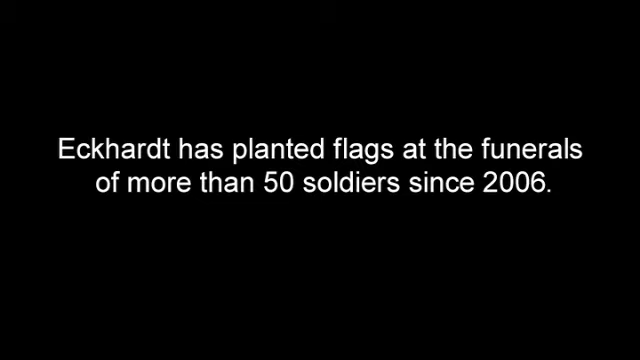 Eckhardt has planted flags at the funerals
of more than 50 soldiers since 2006.